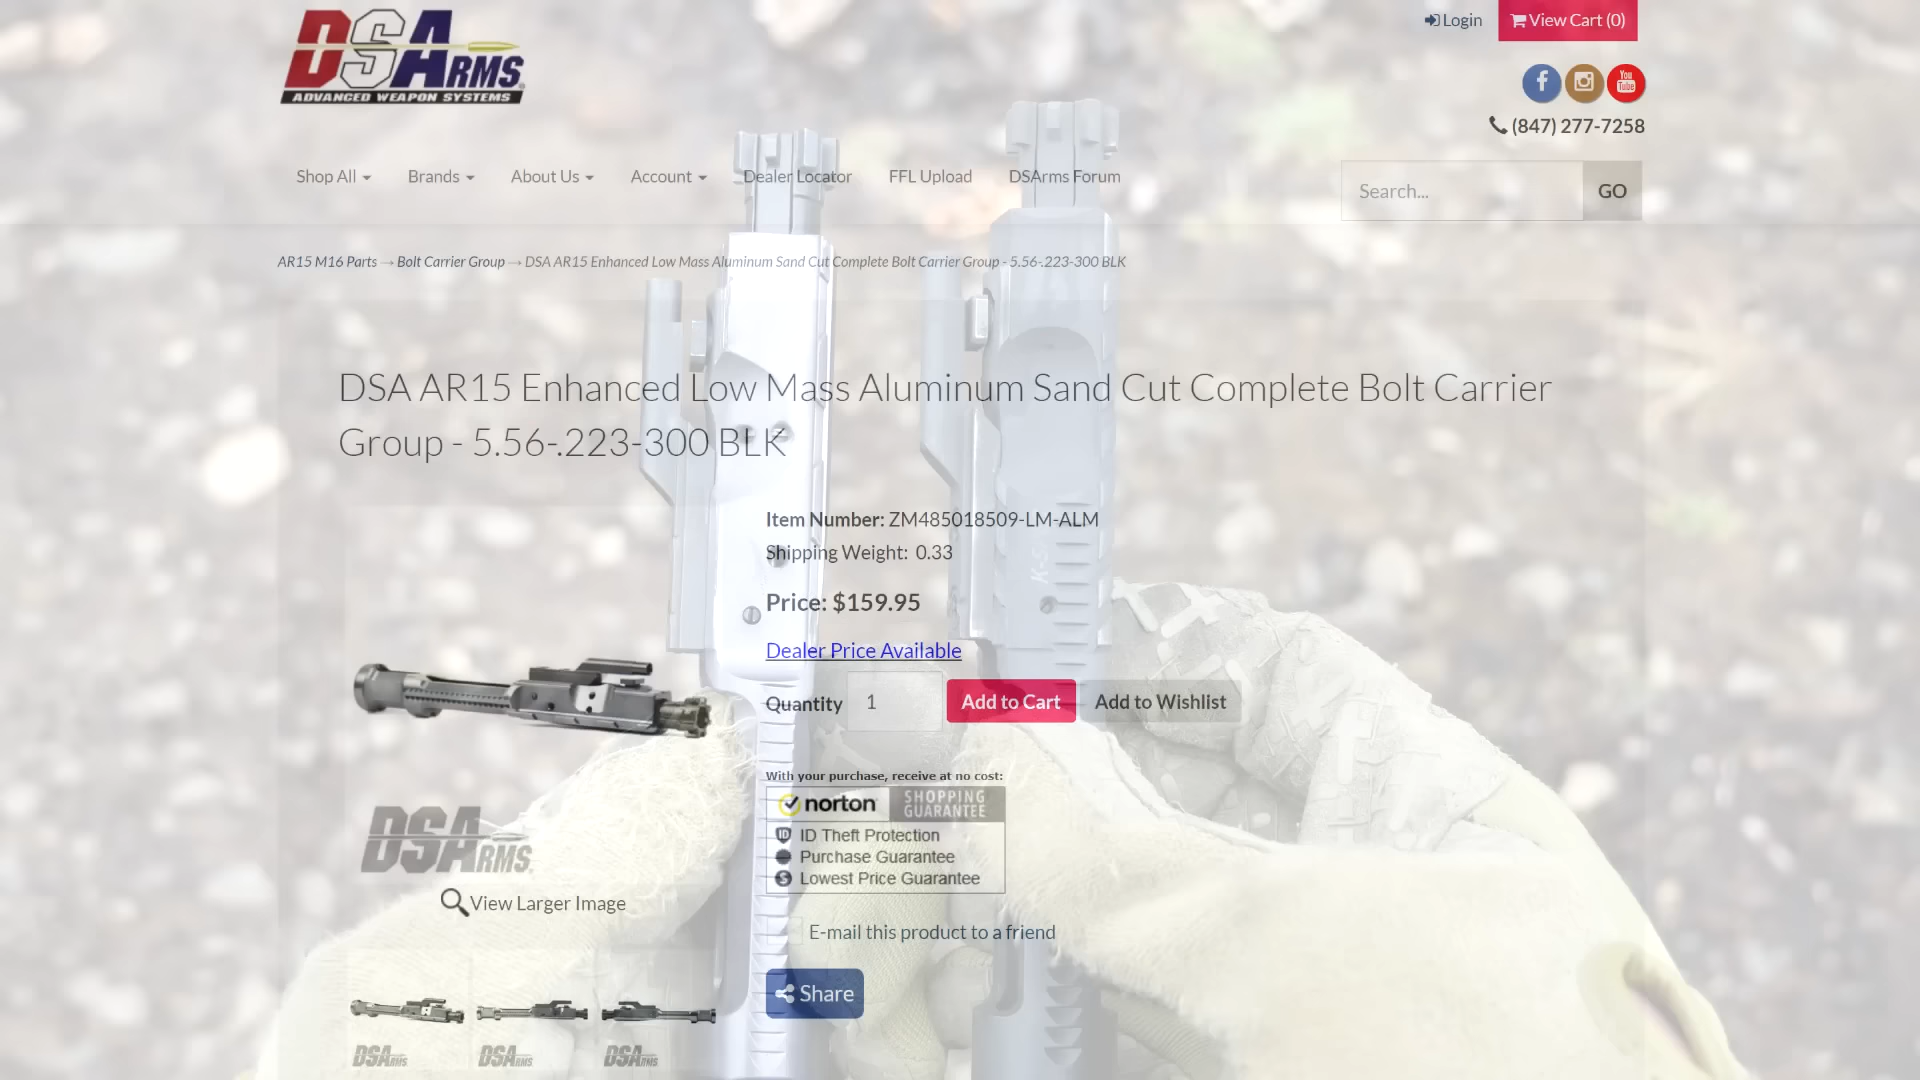 DSARMS
ADVANCED WEAPON SYSTEMS
Login
View Cart (0)
You
Tube
(847) 277-7258
Shop All
Brands
About Us
Account
Dealer Locator
FFL Upload
DSArms Forum
Search...
GO
AR15 M16 Parts → Bolt Carrier Group → DSA AR15 Enhanced Low Mass Aluminum Sand Cut Complete Bolt Carrier Group - 5.56-.223-300 BLK
DSA AR15 Enhanced Low Mass Aluminum Sand Cut Complete Bolt Carrier
Group - 5.56-.223-300 BLK
Item Number: ZM485018509-LM-ALM
Shipping Weight: 0.33
Price: $159.95
Dealer Price Available
Quantity
1
Add to Cart
Add to Wishlist
With your purchase, receive at no cost:
norton
SHOPPING
GUARANTEE
ID Theft Protection
Purchase Guarantee
Lowest Price Guarantee
DSARMS
View Larger Image
E-mail this product to a friend
Share
DSARMS
DSARMS
DSARMS